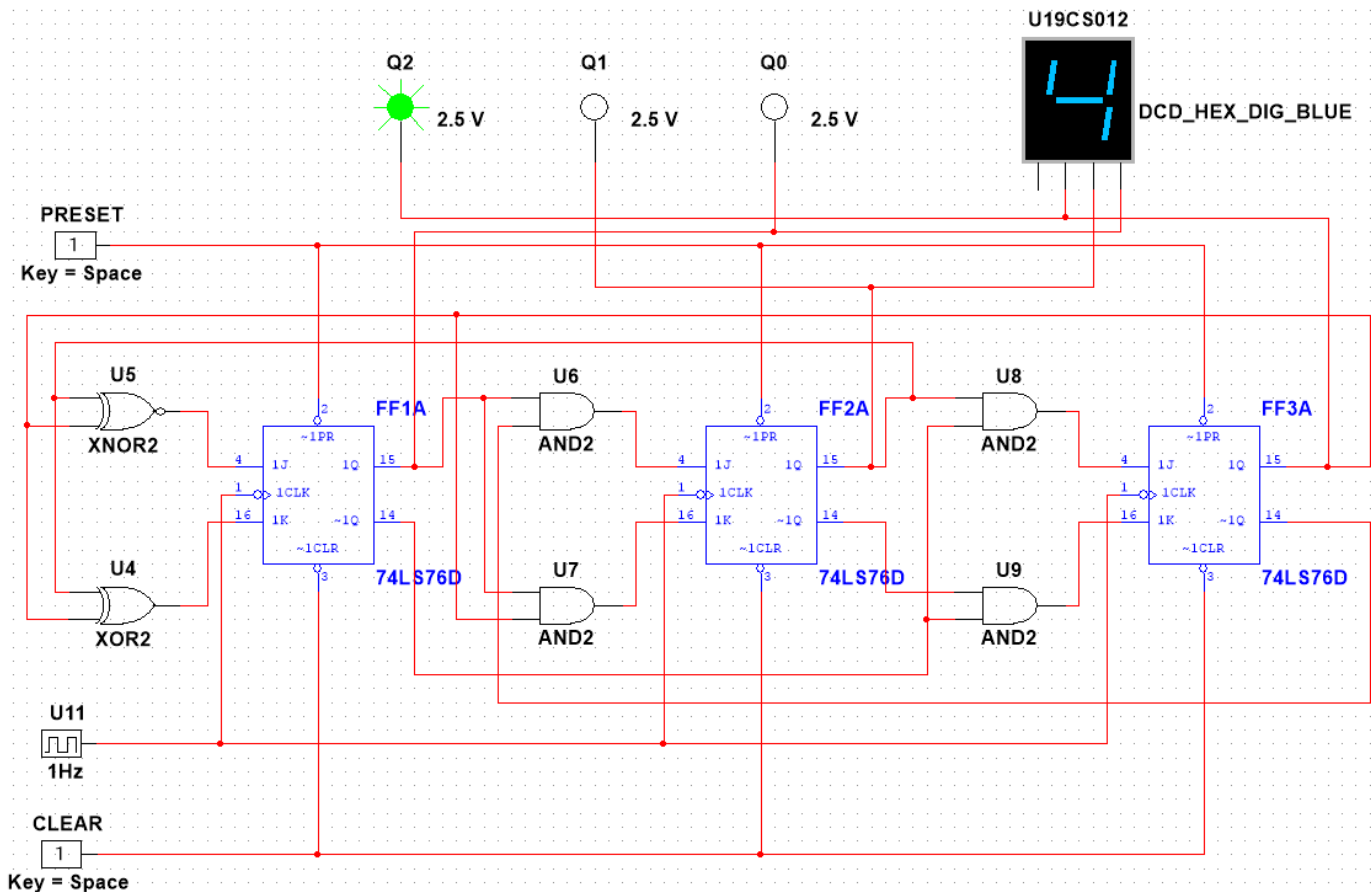 U19CS012
Q2
Q1
Q0
2.5 V
2.5 V
2.5 V
4
DCD_HEX_DIG_BLUE
PRESET
1
Key = Space
U5
XNOR2
U6
AND2
U8
AND2
2
FF1A
~1PR
4
1J
1Q
15
1
1CLK
16
1K
~1Q
14
~1CLR
3
74LS76D
2
FF2A
~1PR
4
1J
1Q
15
1
1CLK
16
1K
~1Q
14
~1CLR
3
74LS76D
2
FF3A
~1PR
4
1J
1Q
15
1
1CLK
16
1K
~1Q
14
~1CLR
3
74LS76D
U4
XOR2
U7
AND2
U9
AND2
U11
1Hz
CLEAR
1
Key = Space